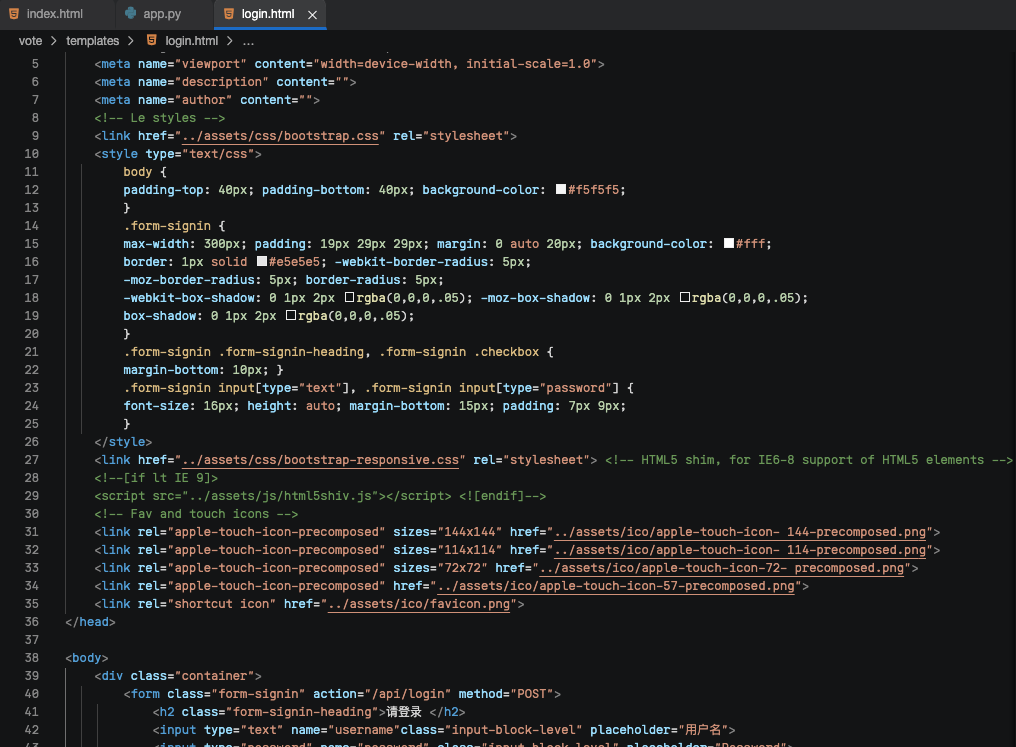 index.html app.py login.html
vote > templates > login.html > ...
5 <meta name="viewport" content="width=device-width, initial-scale=1.0">
6 <meta name="description" content="">
7 <meta name="author" content="">
8 <!-- Le styles -->
9 <link href="../assets/css/bootstrap.css" rel="stylesheet">
10 <style type="text/css">
11 body {
12 padding-top: 40px; padding-bottom: 40px; background-color: #f5f5f5;
13 }
14 .form-signin {
15 max-width: 300px; padding: 19px 29px 29px; margin: 0 auto 20px; background-color: #fff;
16 border: 1px solid #e5e5e5; -webkit-border-radius: 5px;
17 -moz-border-radius: 5px; border-radius: 5px;
18 -webkit-box-shadow: 0 1px 2px rgba(0,0,0,.05); -moz-box-shadow: 0 1px 2px rgba(0,0,0,.05);
19 box-shadow: 0 1px 2px rgba(0,0,0,.05);
20 }
21 .form-signin .form-signin-heading, .form-signin .checkbox {
22 margin-bottom: 10px; }
23 .form-signin input[type="text"], .form-signin input[type="password"] {
24 font-size: 16px; height: auto; margin-bottom: 15px; padding: 7px 9px;
25 }
26 </style>
27 <link href="../assets/css/bootstrap-responsive.css" rel="stylesheet"> <!-- HTML5 shim, for IE6-8 support of HTML5 elements -->
28 <!--[if lt IE 9]>
29 <script src="../assets/js/html5shiv.js"></script> <![endif]-->
30 <!-- Fav and touch icons -->
31 <link rel="apple-touch-icon-precomposed" sizes="144x144" href="../assets/ico/apple-touch-icon- 144-precomposed.png">
32 <link rel="apple-touch-icon-precomposed" sizes="114x114" href="../assets/ico/apple-touch-icon- 114-precomposed.png">
33 <link rel="apple-touch-icon-precomposed" sizes="72x72" href="../assets/ico/apple-touch-icon-72- precomposed.png">
34 <link rel="apple-touch-icon-precomposed" href="../assets/ico/apple-touch-icon-57-precomposed.png">
35 <link rel="shortcut icon" href="../assets/ico/favicon.png">
36 </head>
37
38 <body>
39 <div class="container">
40 <form class="form-signin" action="/api/login" method="POST">
41 <h2 class="form-signin-heading">请登录 </h2>
42 <input type="text" name="username"class="input-block-level" placeholder="用户名">
43 <input type="password" name="password" class="input-block-level" placeholder="Password">